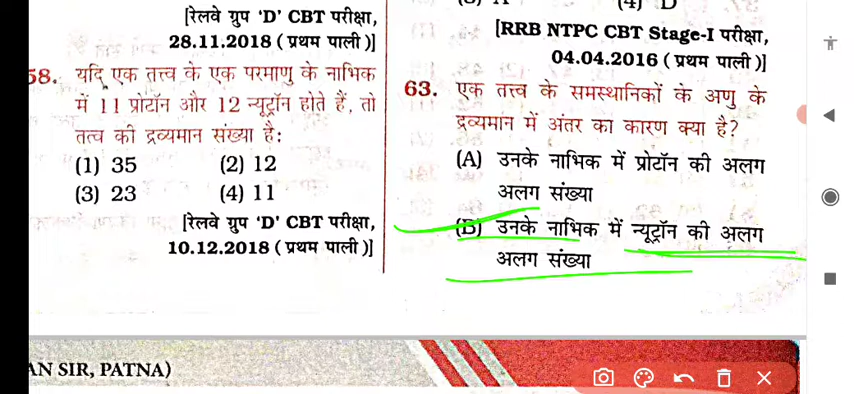 [रेलवे ग्रुप 'D' CBT परीक्षा,
28.11.2018 ( प्रथम पाली )]
58. यदि एक तत्त्व के एक परमाणु के नाभिक
में 11 प्रोटॉन और 12 न्यूट्रॉन होते हैं, तो
तत्व की द्रव्यमान संख्या है:
(1) 35 (2) 12
(3) 23 (4) 11
[रेलवे ग्रुप 'D' CBT परीक्षा,
10.12.2018 ( प्रथम पाली )]
(3) A (4) D
[RRB NTPC CBT Stage-I परीक्षा,
04.04.2016 ( प्रथम पाली )]
63. एक तत्त्व के समस्थानिकों के अणु के
द्रव्यमान में अंतर का कारण क्या है?
(A) उनके नाभिक में प्रोटॉन की अलग
अलग संख्या
(B) उनके नाभिक में न्यूट्रॉन की अलग
अलग संख्या
AN SIR, PATNA)